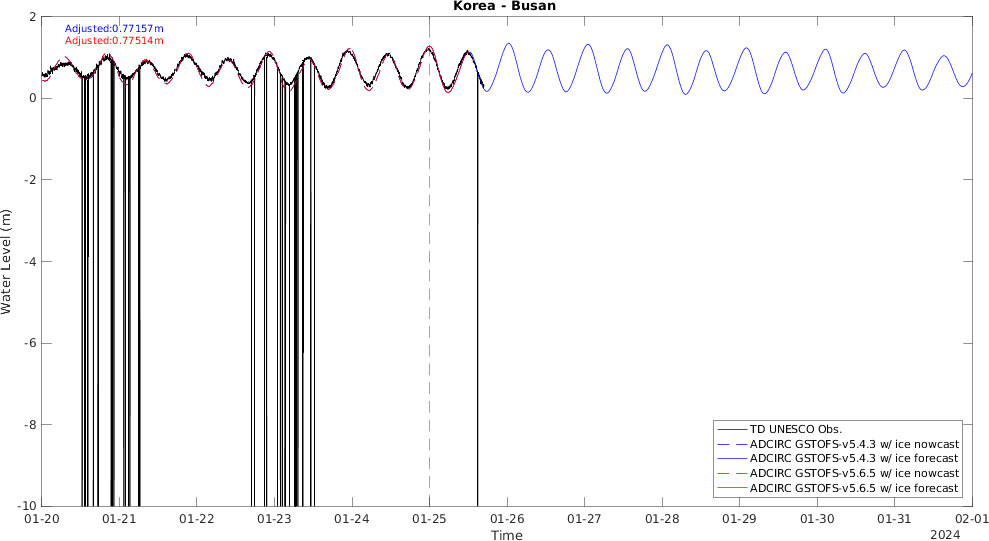 Korea - Busan
Adjusted:0.77157m
Adjusted:0.77514m
Water Level (m)
2
0
-2
-4
-6
-8
-10
TD UNESCO Obs.
ADCIRC GSTOFS-v5.4.3 w/ ice nowcast
ADCIRC GSTOFS-v5.4.3 w/ ice forecast
ADCIRC GSTOFS-v5.6.5 w/ ice nowcast
ADCIRC GSTOFS-v5.6.5 w/ ice forecast
01-20 01-21 01-22 01-23 01-24 01-25 01-26 01-27 01-28 01-29 01-30 01-31 02-01
Time
2024